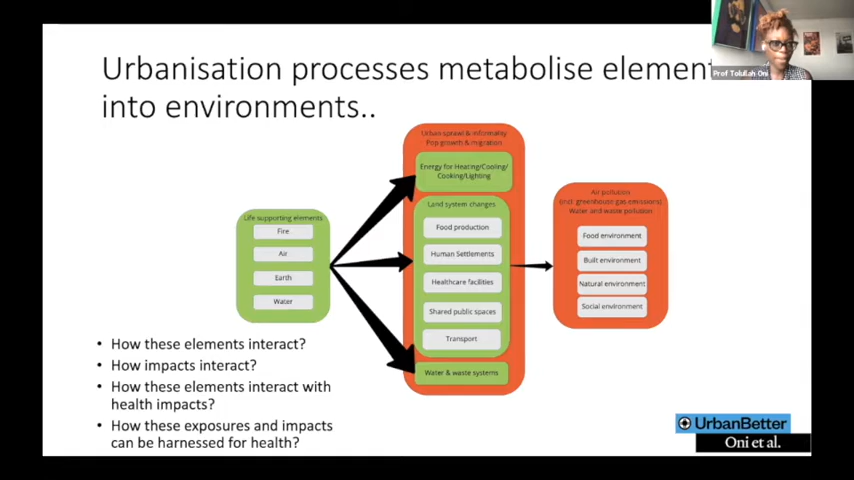 Urbanisation processes metabolise element
into environments..
Prof Tolullah Oni
Urban sprawl & informality
Pop growth & migration
Energy for Heating/Cooling/
Cooking/Lighting
Life supporting elements
Fire
Air
Earth
Water
Land system changes
Food production
Human Settlements
Healthcare facilities
Shared public spaces
Transport
Water & waste systems
Air pollution
(incl greenhouse gas emissions)
Water and waste pollution
Food environment
Built environment
Natural environment
Social environment
• How these elements interact?
• How impacts interact?
• How these elements interact with
health impacts?
• How these exposures and impacts
can be harnessed for health?
UrbanBetter
Oni et al.